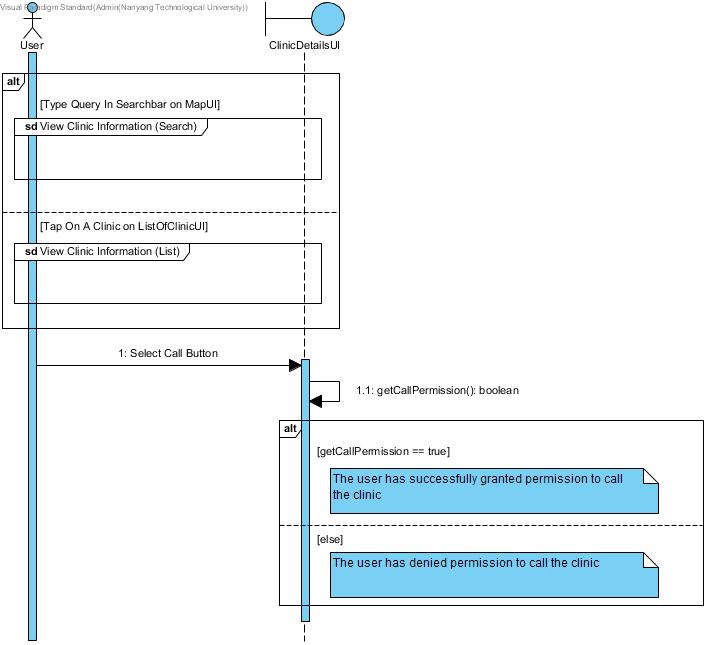 Visual Paradigm Standard(Admin(Nanyang Technological University))
User
ClinicDetailsUI
alt
[Type Query In Searchbar on MapUI]
sd View Clinic Information (Search)
[Tap On A Clinic on ListOfClinicUI]
sd View Clinic Information (List)
1: Select Call Button
1.1: getCallPermission(): boolean
alt
[getCallPermission == true]
The user has successfully granted permission to call
the clinic
[else]
The user has denied permission to call the clinic